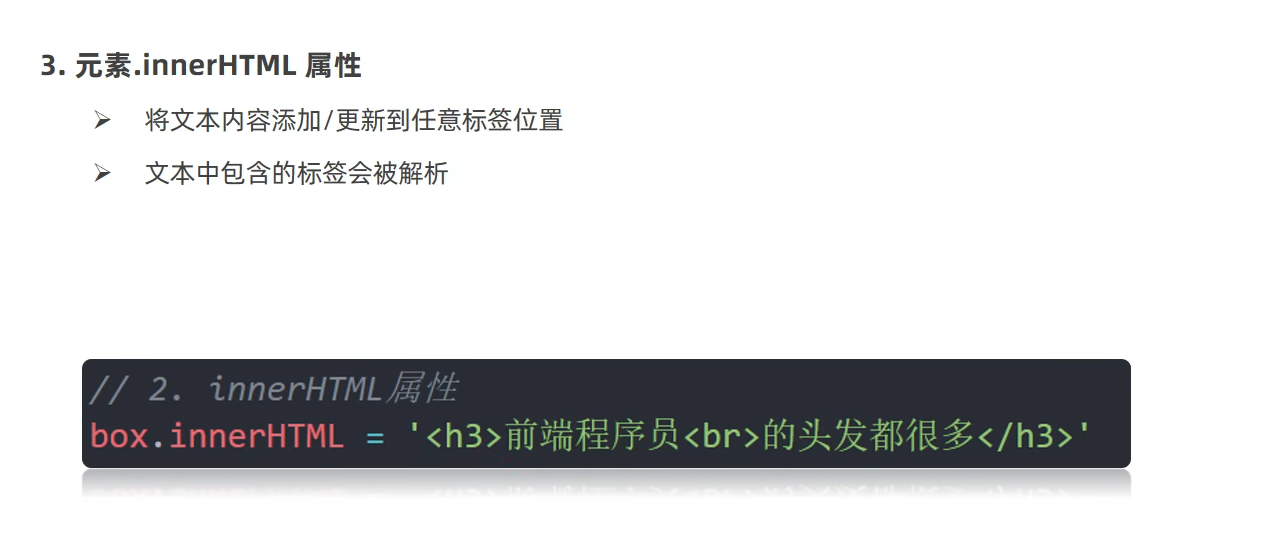 3. 元素.innerHTML 属性
➢ 将文本内容添加/更新到任意标签位置
➢ 文本中包含的标签会被解析
// 2. innerHTML属性
box.innerHTML = '<h3>前端程序员<br>的头发都很多</h3>'